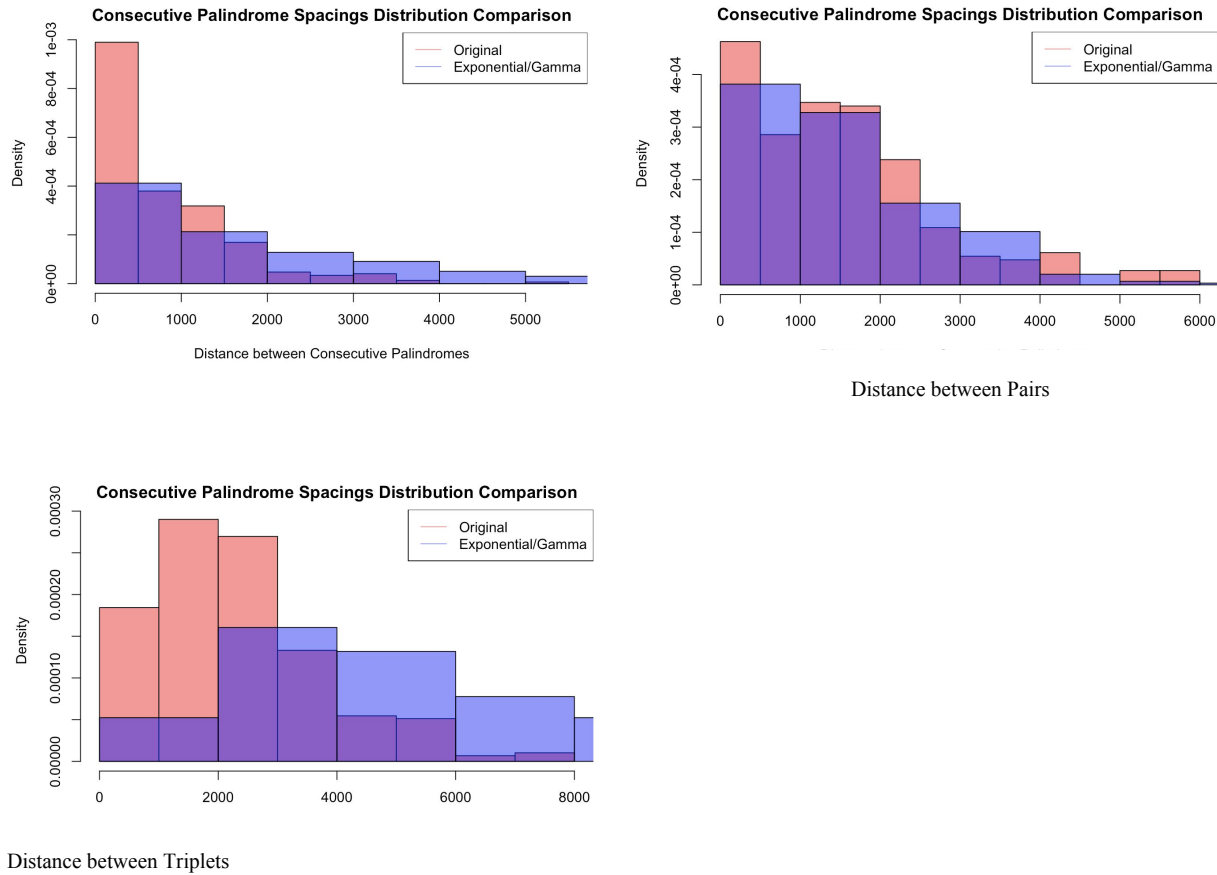 Consecutive Palindrome Spacings Distribution Comparison
Original
Exponential/Gamma
Density
0e+00 4e-04 6e-04 8e-04 1e-03
0 1000 2000 3000 4000 5000
Distance between Consecutive Palindromes
Consecutive Palindrome Spacings Distribution Comparison
Original
Exponential/Gamma
Density
0e+00 1e-04 2e-04 3e-04 4e-04
0 1000 2000 3000 4000 5000 6000
Distance between Pairs
Consecutive Palindrome Spacings Distribution Comparison
Original
Exponential/Gamma
Density
0.00000 0.00010 0.00020 0.00030
0 2000 4000 6000 8000
Distance between Triplets